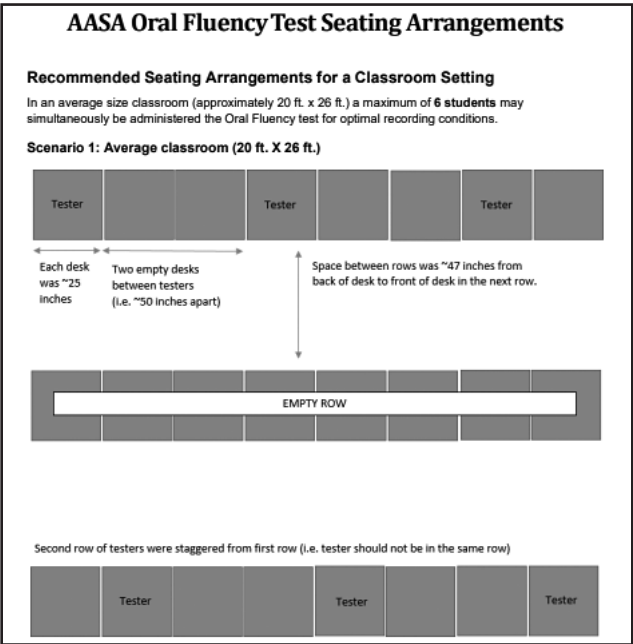 AASA Oral Fluency Test Seating Arrangements
Recommended Seating Arrangements for a Classroom Setting
In an average size classroom (approximately 20 ft. x 26 ft.) a maximum of 6 students may
simultaneously be administered the Oral Fluency test for optimal recording conditions.
Scenario 1: Average classroom (20 ft. X 26 ft.)
Tester Tester Tester
Each desk
was ~25
inches
Two empty desks
between testers
(i.e. ~50 inches apart)
Space between rows was ~47 inches from
back of desk to front of desk in the next row.
EMPTY ROW
Second row of testers were staggered from first row (i.e. tester should not be in the same row)
Tester Tester Tester